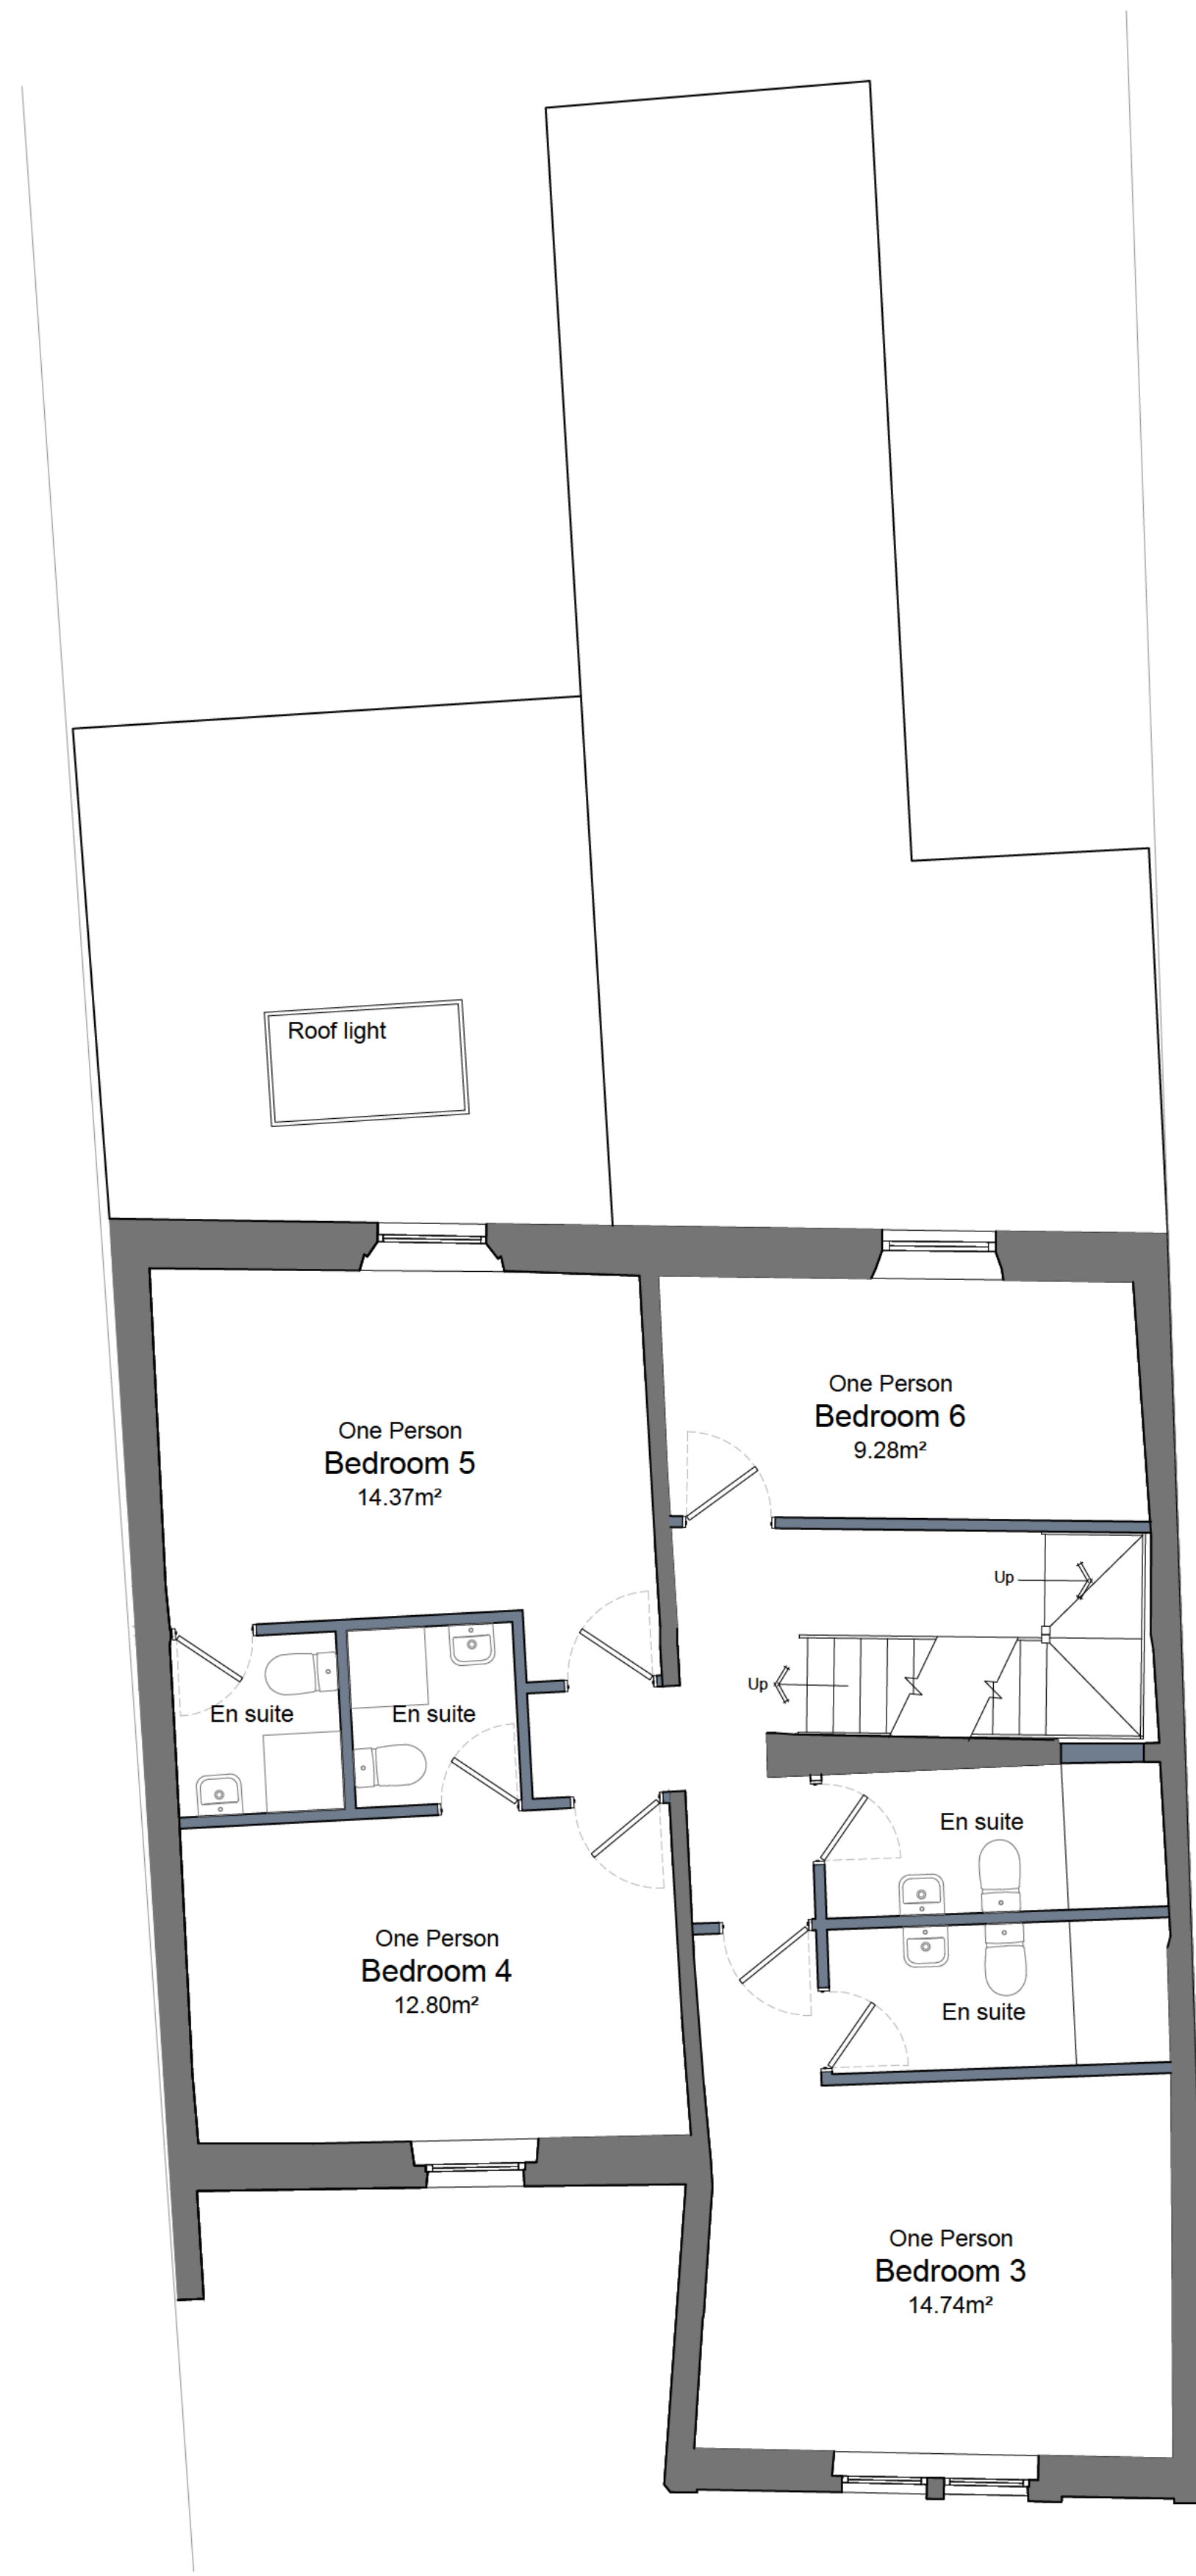 Roof light
One Person
Bedroom 6
9.28m²
One Person
Bedroom 5
14.37m²
Up
Up
En suite
En suite
En suite
One Person
Bedroom 4
12.80m²
En suite
One Person
Bedroom 3
14.74m²